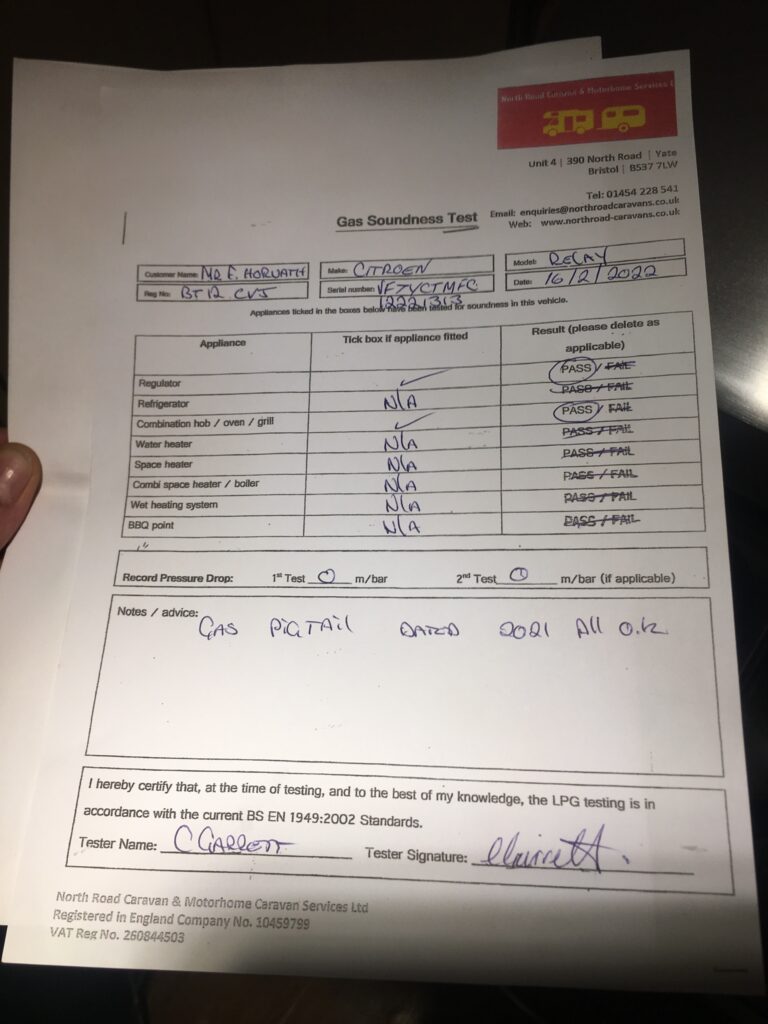 North Road Caravan & Motorhome Services L
Unit 4 | 390 North Road | Yate
Bristol | BS37 7LW
Tel: 01454 228 541
Email: enquiries@northroadcaravans.co.uk
Web: www.northroad-caravans.co.uk
Gas Soundness Test
Customer Name: MR F. HORVATH Make: CITROEN Model: RELAY
Reg No: BT12 CVJ Serial number: VF7YCTMFC 12221313 Date: 16/2/2022
Appliances ticked in the boxes below have been tested for soundness in this vehicle.
Appliance Tick box if appliance fitted Result (please delete as applicable)
Regulator ✓ PASS / FAIL
Refrigerator N/A PASS / FAIL
Combination hob / oven / grill ✓ PASS / FAIL
Water heater N/A PASS / FAIL
Space heater N/A PASS / FAIL
Combi space heater / boiler N/A PASS / FAIL
Wet heating system N/A PASS / FAIL
BBQ point N/A PASS / FAIL
Record Pressure Drop: 1st Test 0 m/bar 2nd Test 0 m/bar (if applicable)
Notes / advice:
GAS PIGTAIL DATED 2021 All O.K
I hereby certify that, at the time of testing, and to the best of my knowledge, the LPG testing is in
accordance with the current BS EN 1949:2002 Standards.
Tester Name: C GARRETT Tester Signature: CGarrett.
North Road Caravan & Motorhome Caravan Services Ltd
Registered in England Company No. 10459799
VAT Reg No. 260844503